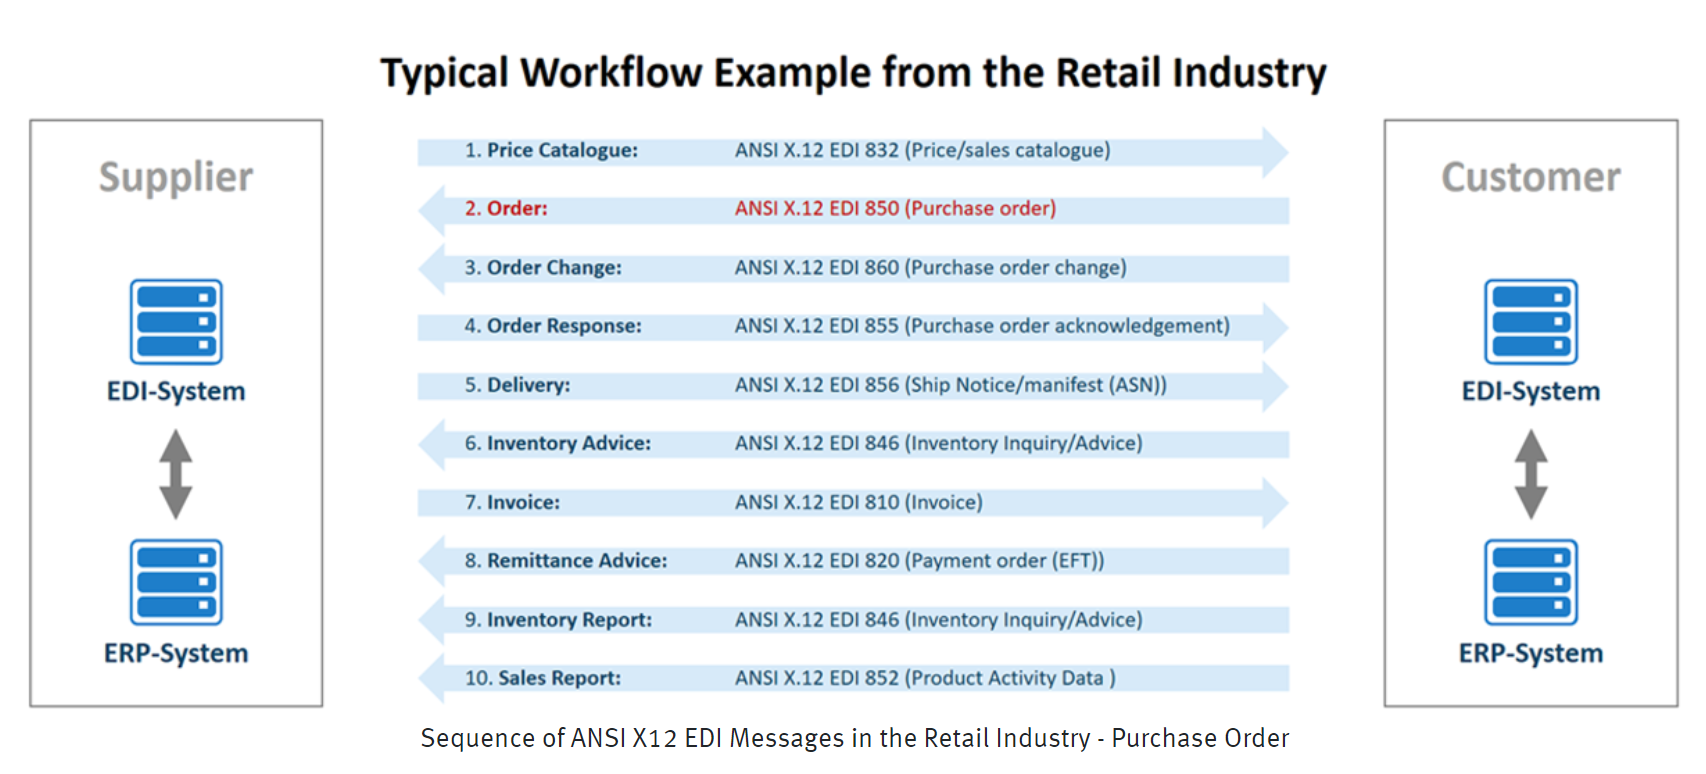 Typical Workflow Example from the Retail Industry
Supplier
Customer
1. Price Catalogue: ANSI X.12 EDI 832 (Price/sales catalogue)
2. Order: ANSI X.12 EDI 850 (Purchase order)
3. Order Change: ANSI X.12 EDI 860 (Purchase order change)
4. Order Response: ANSI X.12 EDI 855 (Purchase order acknowledgement)
5. Delivery: ANSI X.12 EDI 856 (Ship Notice/manifest (ASN))
6. Inventory Advice: ANSI X.12 EDI 846 (Inventory Inquiry/Advice)
7. Invoice: ANSI X.12 EDI 810 (Invoice)
8. Remittance Advice: ANSI X.12 EDI 820 (Payment order (EFT))
9. Inventory Report: ANSI X.12 EDI 846 (Inventory Inquiry/Advice)
10. Sales Report: ANSI X.12 EDI 852 (Product Activity Data )
EDI-System
ERP-System
EDI-System
ERP-System
Sequence of ANSI X12 EDI Messages in the Retail Industry - Purchase Order